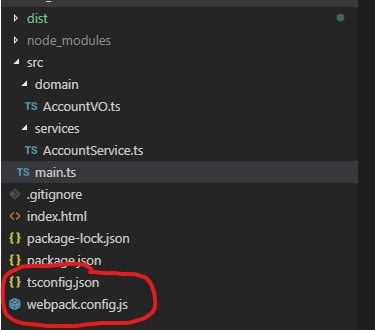 dist
node_modules
src
domain
TS AccountVO.ts
services
TS AccountService.ts
TS main.ts
.gitignore
<> index.html
{} package-lock.json
{} package.json
{} tsconfig.json
webpack.config.js